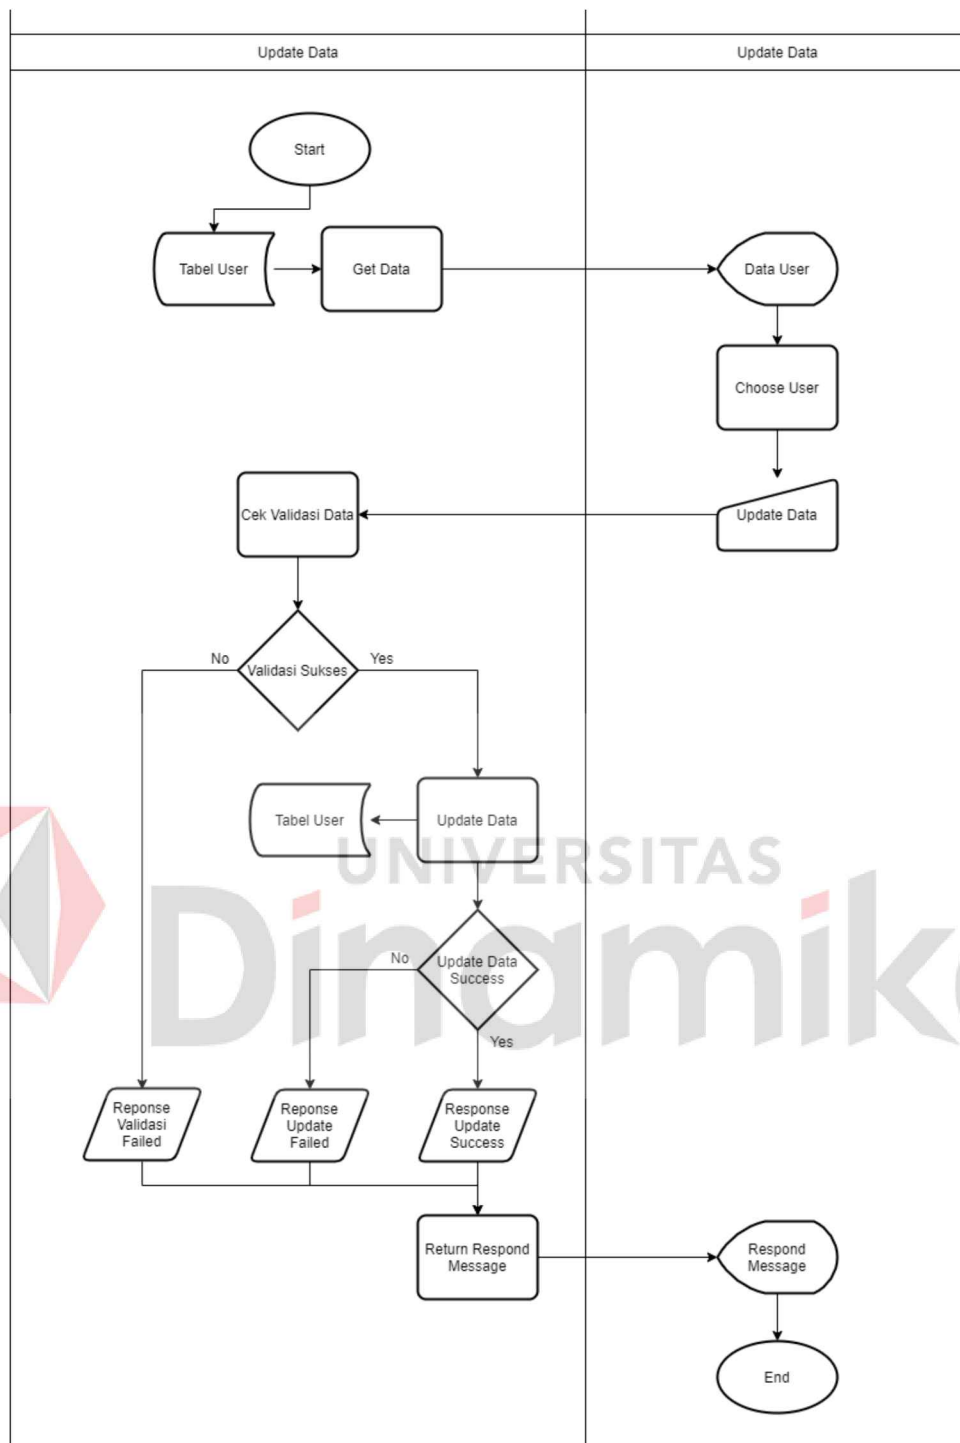 Update Data
Update Data
Start
Tabel User
Get Data
Data User
Choose User
Cek Validasi Data
Update Data
No
Validasi Sukses
Yes
Tabel User
Update Data
UNIVERSITAS
Dinamika
No
Update Data
Success
Yes
Reponse
Validasi
Failed
Reponse
Update
Failed
Response
Update
Success
Return Respond
Message
Respond
Message
End